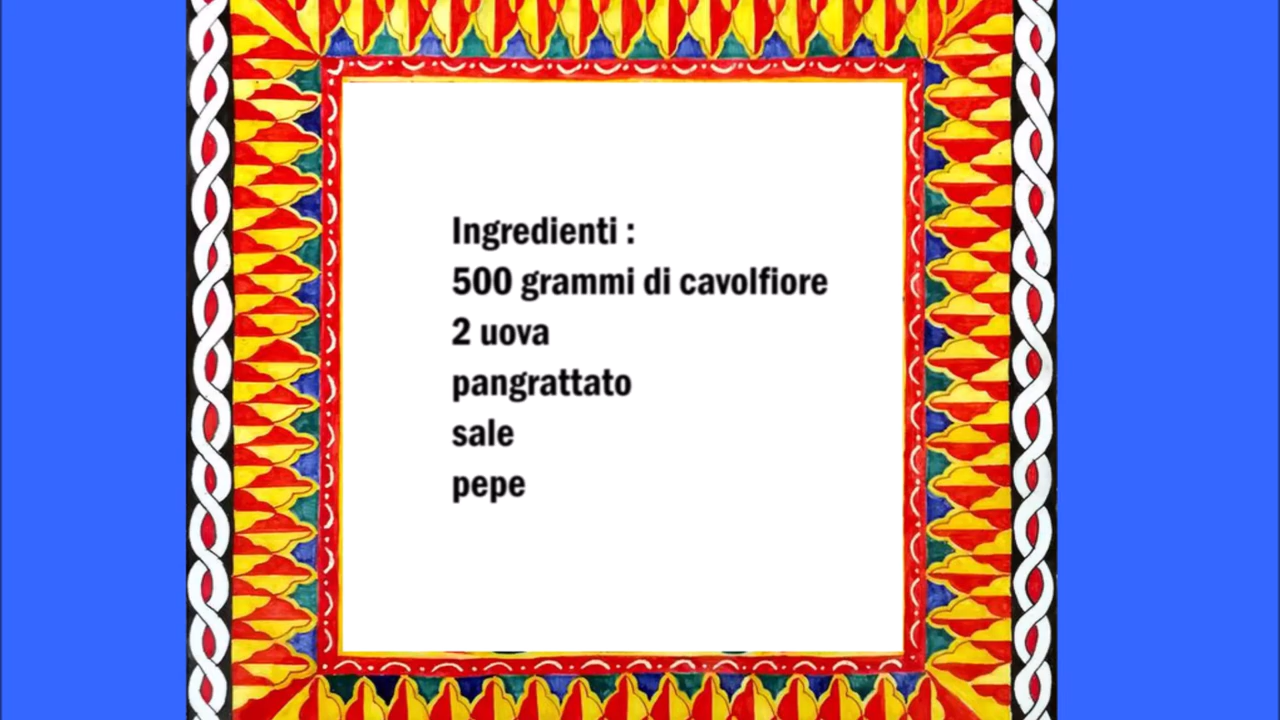 Ingredienti :
500 grammi di cavolfiore
2 uova
pangrattato
sale
pepe